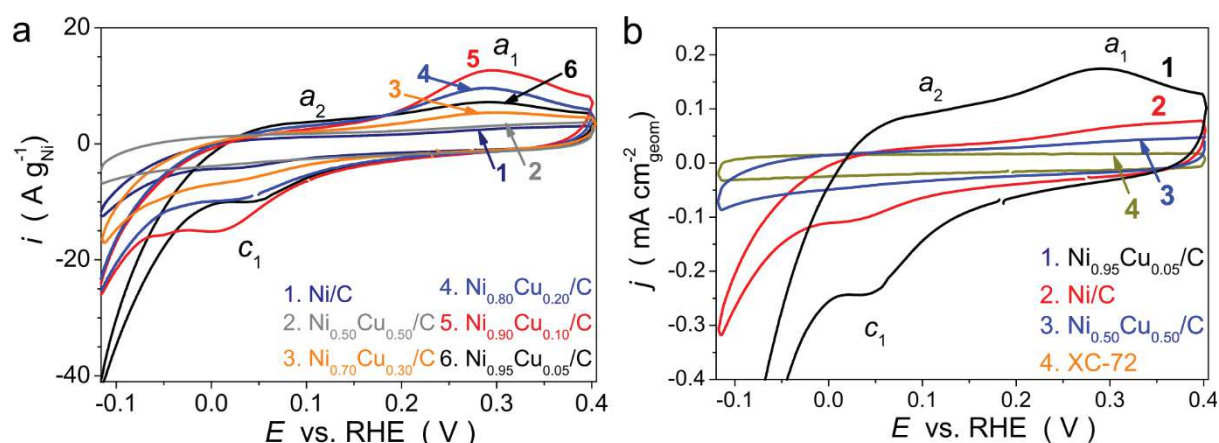 a
20
0
-20
-40
i ( A g⁻¹Ni )
-0.1 0.0 0.1 0.2 0.3 0.4
E vs. RHE ( V )
a₂
3
4
5
a₁
6
1
2
c₁
1. Ni/C
2. Ni₀.₅₀Cu₀.₅₀/C
3. Ni₀.₇₀Cu₀.₃₀/C
4. Ni₀.₈₀Cu₀.₂₀/C
5. Ni₀.₉₀Cu₀.₁₀/C
6. Ni₀.₉₅Cu₀.₀₅/C
b
0.2
0.1
0.0
-0.1
-0.2
-0.3
-0.4
j ( mA cm⁻²geom )
-0.1 0.0 0.1 0.2 0.3 0.4
E vs. RHE ( V )
a₂
a₁
1
2
3
4
c₁
1. Ni₀.₉₅Cu₀.₀₅/C
2. Ni/C
3. Ni₀.₅₀Cu₀.₅₀/C
4. XC-72